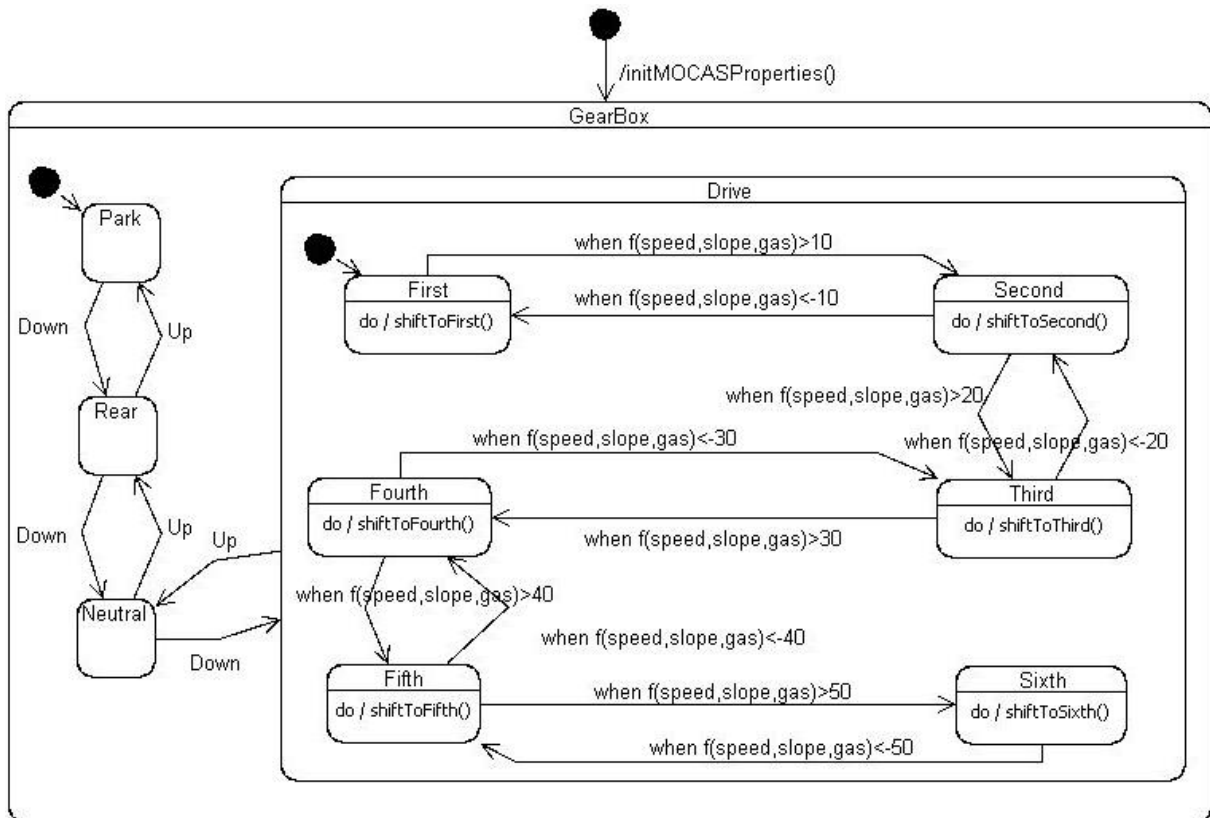 /initMOCASProperties()
GearBox
Drive
Park
when f(speed,slope,gas)>10
First
when f(speed,slope,gas)<-10
Second
do / shiftToFirst()
do / shiftToSecond()
Down
Up
when f(speed,slope,gas)>20
Rear
when f(speed,slope,gas)<-30
when f(speed,slope,gas)<-20
Fourth
Third
do / shiftToFourth()
do / shiftToThird()
Down
Up
Up
when f(speed,slope,gas)>30
Neutral
when f(speed,slope,gas)>40
when f(speed,slope,gas)<-40
Down
Fifth
Sixth
when f(speed,slope,gas)>50
do / shiftToFifth()
do / shiftToSixth()
when f(speed,slope,gas)<-50